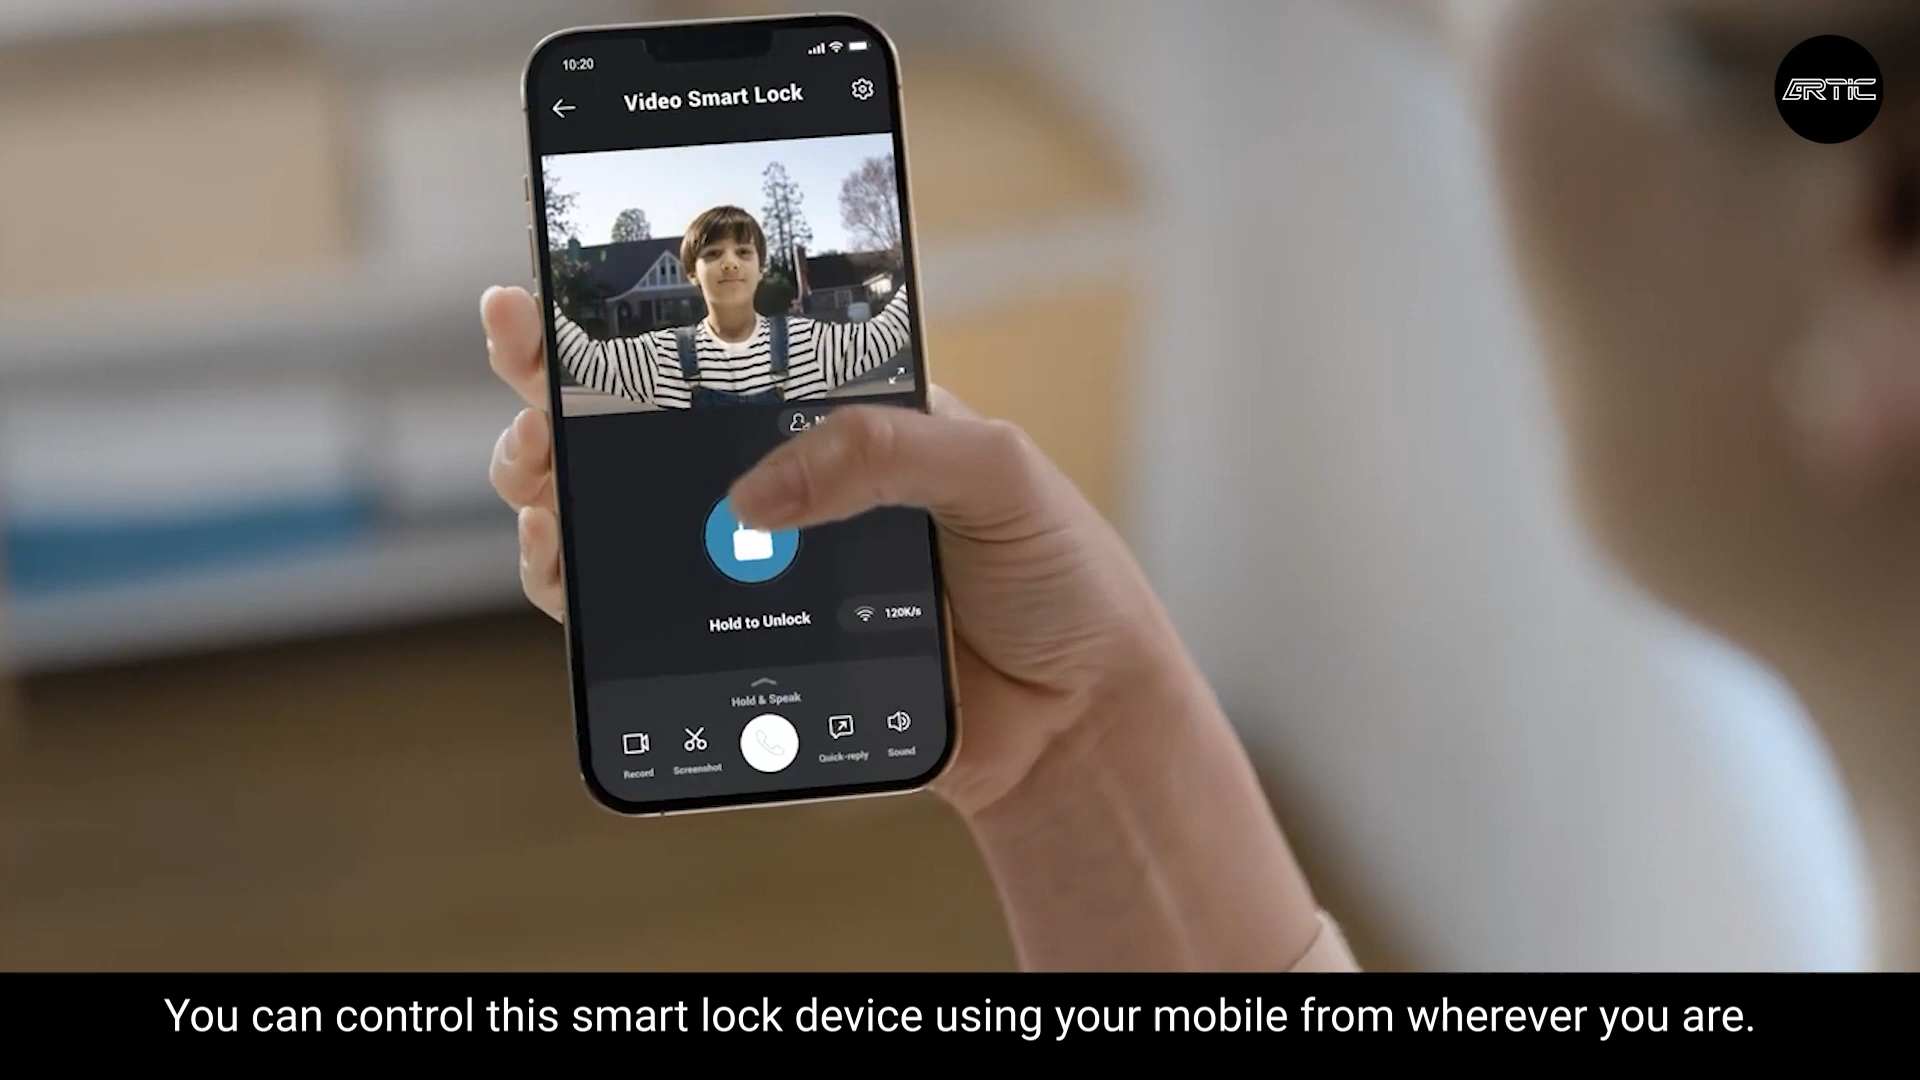 ARTIC
10:20
Video Smart Lock
Hold to Unlock
120K/s
Hold & Speak
Record
Screenshot
Quick-reply
Sound
You can control this smart lock device using your mobile from wherever you are.